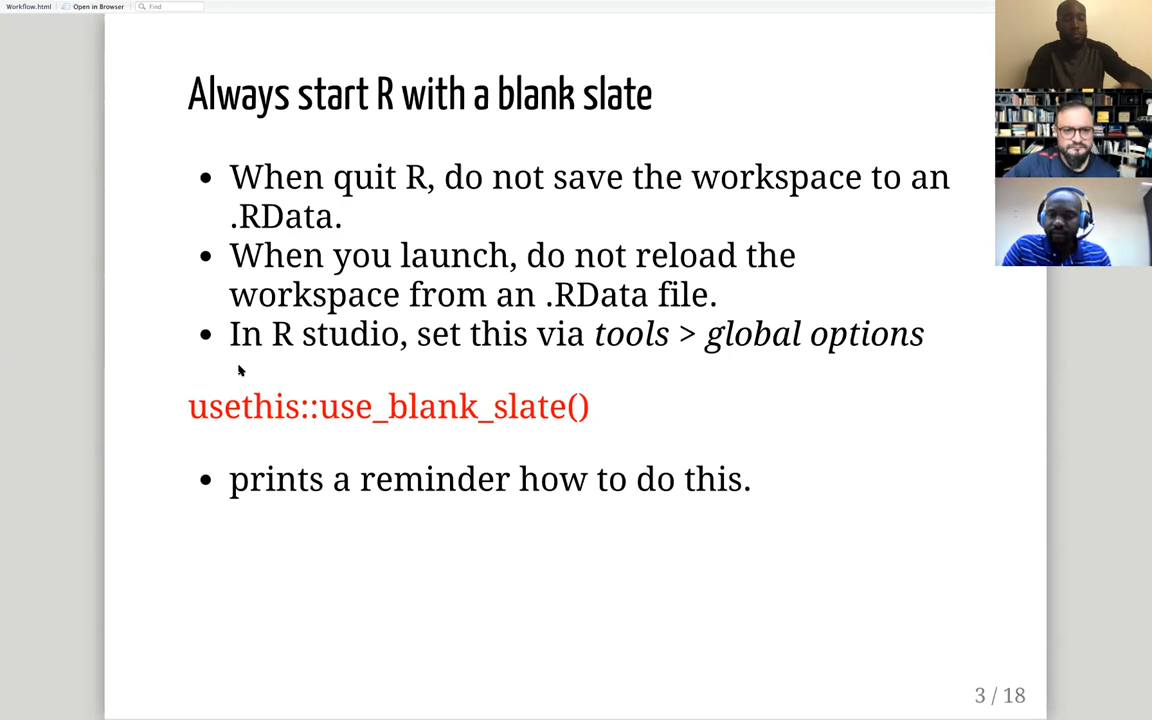 Workflow.html Open in Browser Find
Always start R with a blank slate
• When quit R, do not save the workspace to an
.RData.
• When you launch, do not reload the
workspace from an .RData file.
• In R studio, set this via tools > global options
usethis::use_blank_slate()
• prints a reminder how to do this.
3 / 18